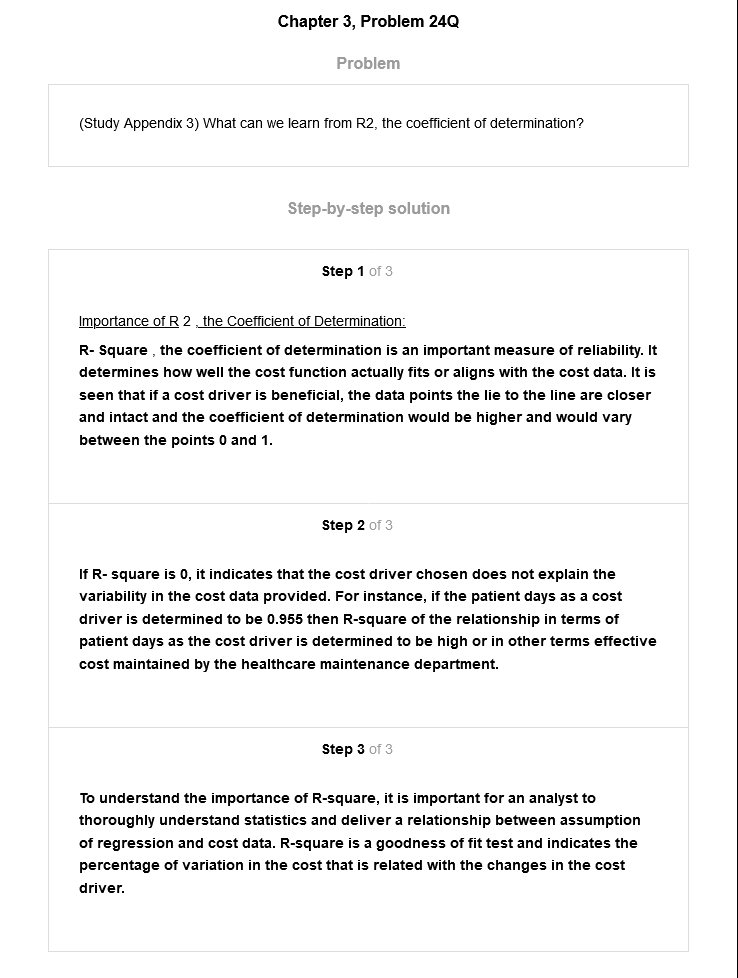 Chapter 3, Problem 24Q
Problem
(Study Appendix 3) What can we learn from R2, the coefficient of determination?
Step-by-step solution
Step 1 of 3
Importance of R 2 , the Coefficient of Determination:
R- Square , the coefficient of determination is an important measure of reliability. It
determines how well the cost function actually fits or aligns with the cost data. It is
seen that if a cost driver is beneficial, the data points the lie to the line are closer
and intact and the coefficient of determination would be higher and would vary
between the points 0 and 1.
Step 2 of 3
If R- square is 0, it indicates that the cost driver chosen does not explain the
variability in the cost data provided. For instance, if the patient days as a cost
driver is determined to be 0.955 then R-square of the relationship in terms of
patient days as the cost driver is determined to be high or in other terms effective
cost maintained by the healthcare maintenance department.
Step 3 of 3
To understand the importance of R-square, it is important for an analyst to
thoroughly understand statistics and deliver a relationship between assumption
of regression and cost data. R-square is a goodness of fit test and indicates the
percentage of variation in the cost that is related with the changes in the cost
driver.